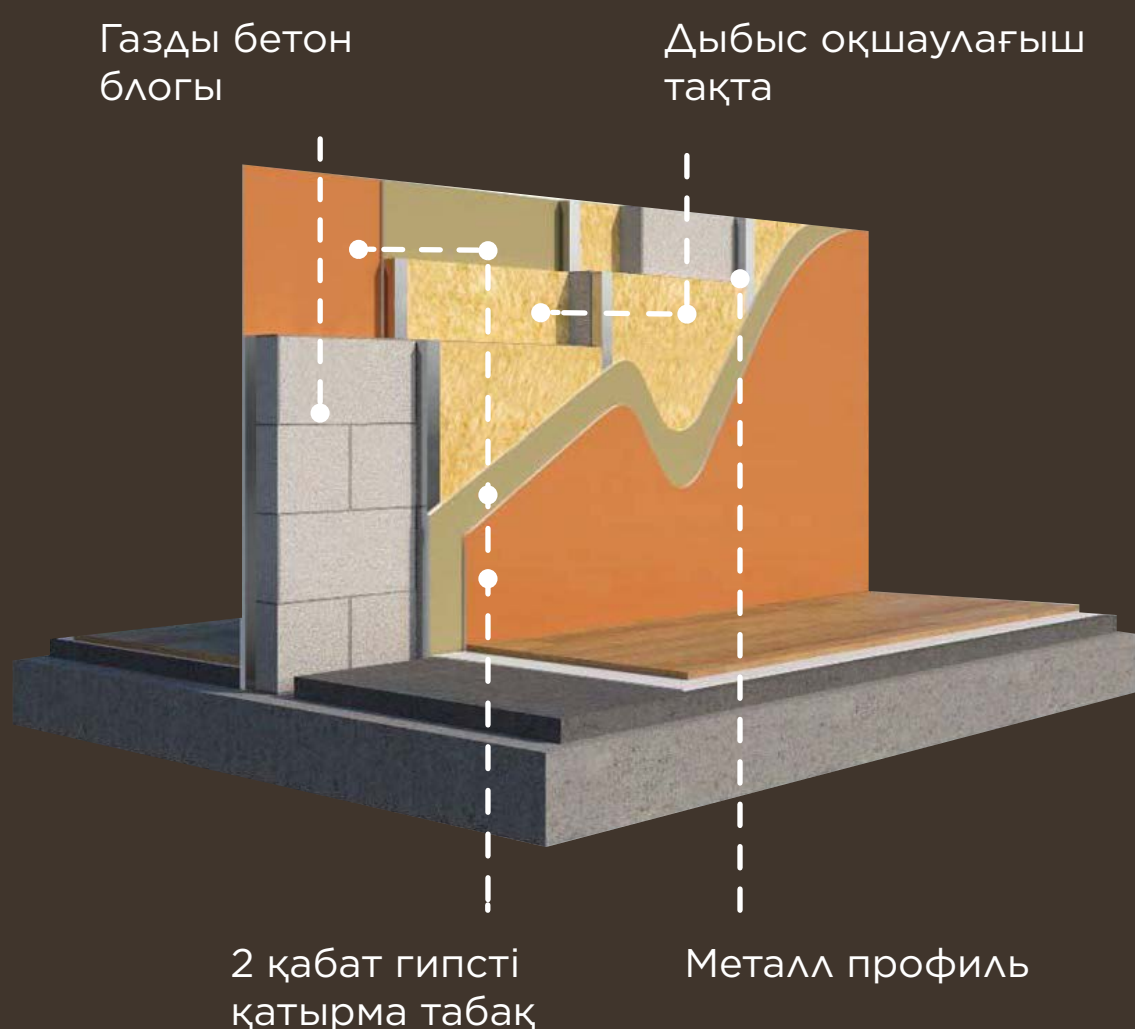 Газды бетон
блогы
Дыбыс оқшаулағыш
тақта
2 қабат гипсті
қатырма табақ
Металл профиль